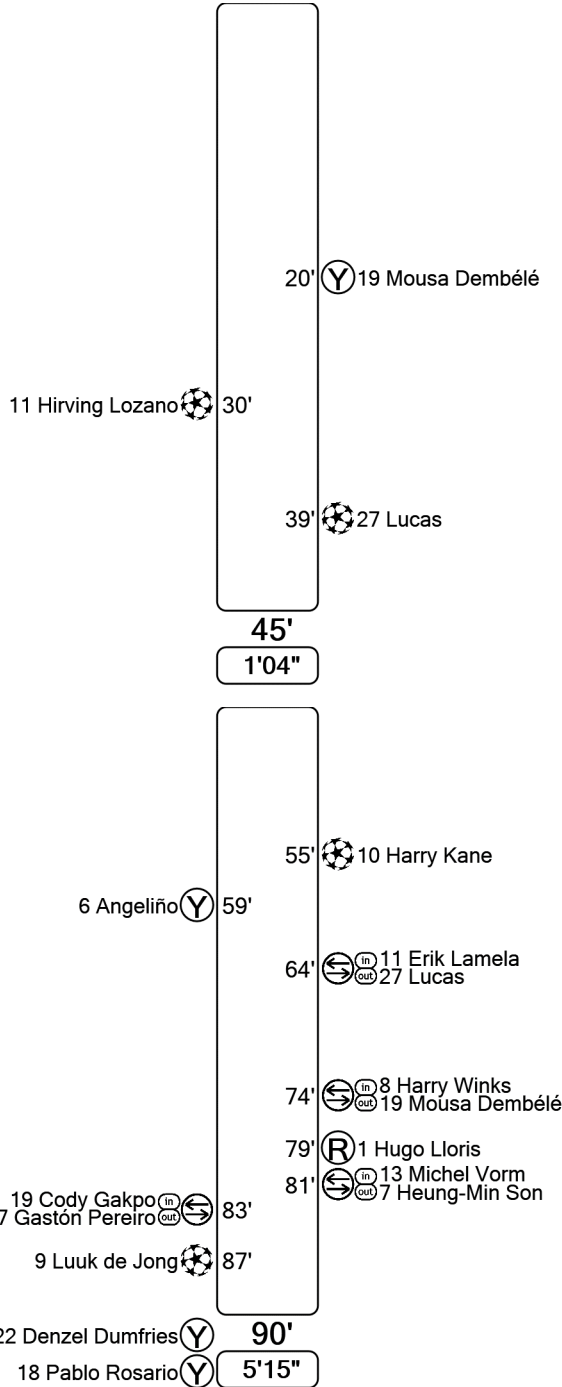 20' Y 19 Mousa Dembélé
11 Hirving Lozano 30'
39' 27 Lucas
45'
1'04"
55' 10 Harry Kane
6 Angeliño Y 59'
64' in 11 Erik Lamela
out 27 Lucas
74' in 8 Harry Winks
out 19 Mousa Dembélé
79' R 1 Hugo Lloris
81' in 13 Michel Vorm
out 7 Heung-Min Son
19 Cody Gakpo in
7 Gastón Pereiro out 83'
9 Luuk de Jong 87'
22 Denzel Dumfries Y 90'
18 Pablo Rosario Y 5'15"